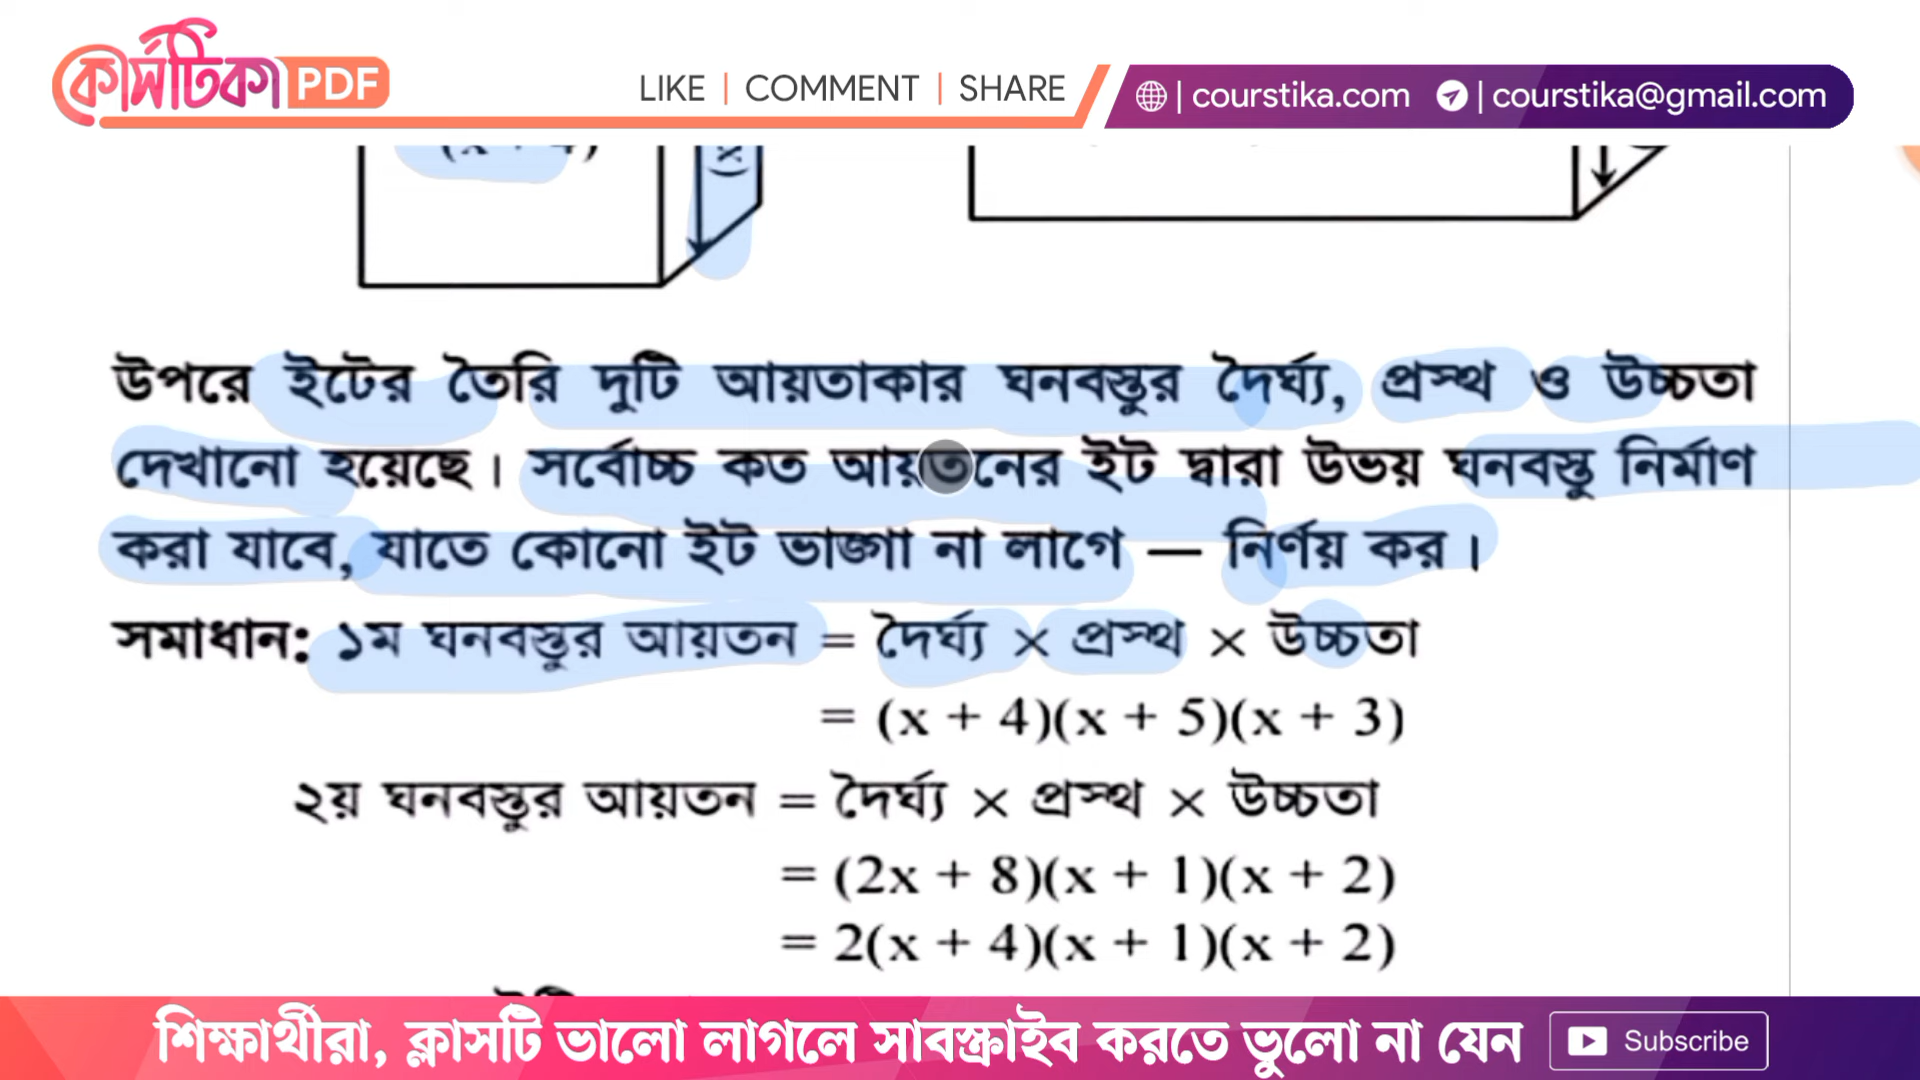 কোর্সটিকা PDF
LIKE | COMMENT | SHARE
| courstika.com | courstika@gmail.com
উপরে ইটের তৈরি দুটি আয়তাকার ঘনবস্তুর দৈর্ঘ্য, প্রস্থ ও উচ্চতা
দেখানো হয়েছে। সর্বোচ্চ কত আয়তনের ইট দ্বারা উভয় ঘনবস্তু নির্মাণ
করা যাবে, যাতে কোনো ইট ভাঙ্গা না লাগে — নির্ণয় কর।
সমাধান: ১ম ঘনবস্তুর আয়তন = দৈর্ঘ্য × প্রস্থ × উচ্চতা
= (x + 4)(x + 5)(x + 3)
২য় ঘনবস্তুর আয়তন = দৈর্ঘ্য × প্রস্থ × উচ্চতা
= (2x + 8)(x + 1)(x + 2)
= 2(x + 4)(x + 1)(x + 2)
শিক্ষার্থীরা, ক্লাসটি ভালো লাগলে সাবস্ক্রাইব করতে ভুলো না যেন
Subscribe